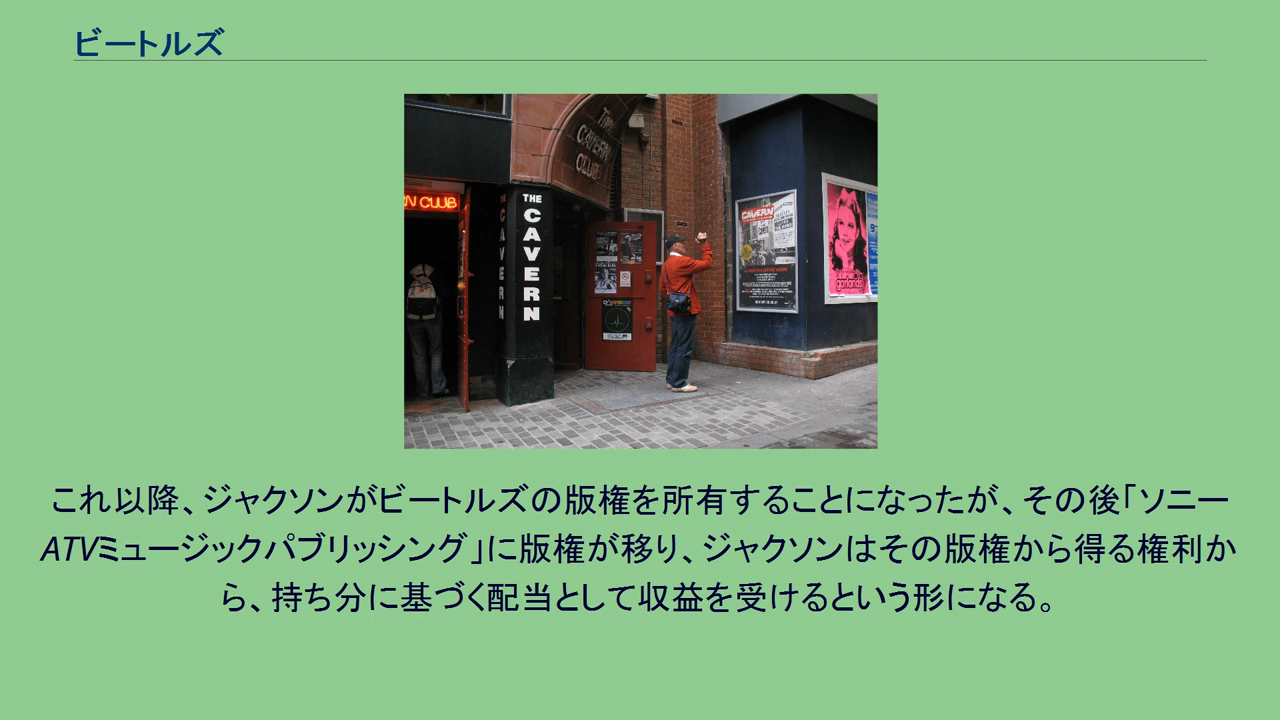 ビートルズ
THE
CAVERN
CLUB
N CLUB
THE
CAVERN
CAVERN
CAVERN
garlands
これ以降、ジャクソンがビートルズの版権を所有することになったが、その後「ソニー
ATVミュージックパブリッシング」に版権が移り、ジャクソンはその版権から得る権利か
ら、持ち分に基づく配当として収益を受けるという形になる。